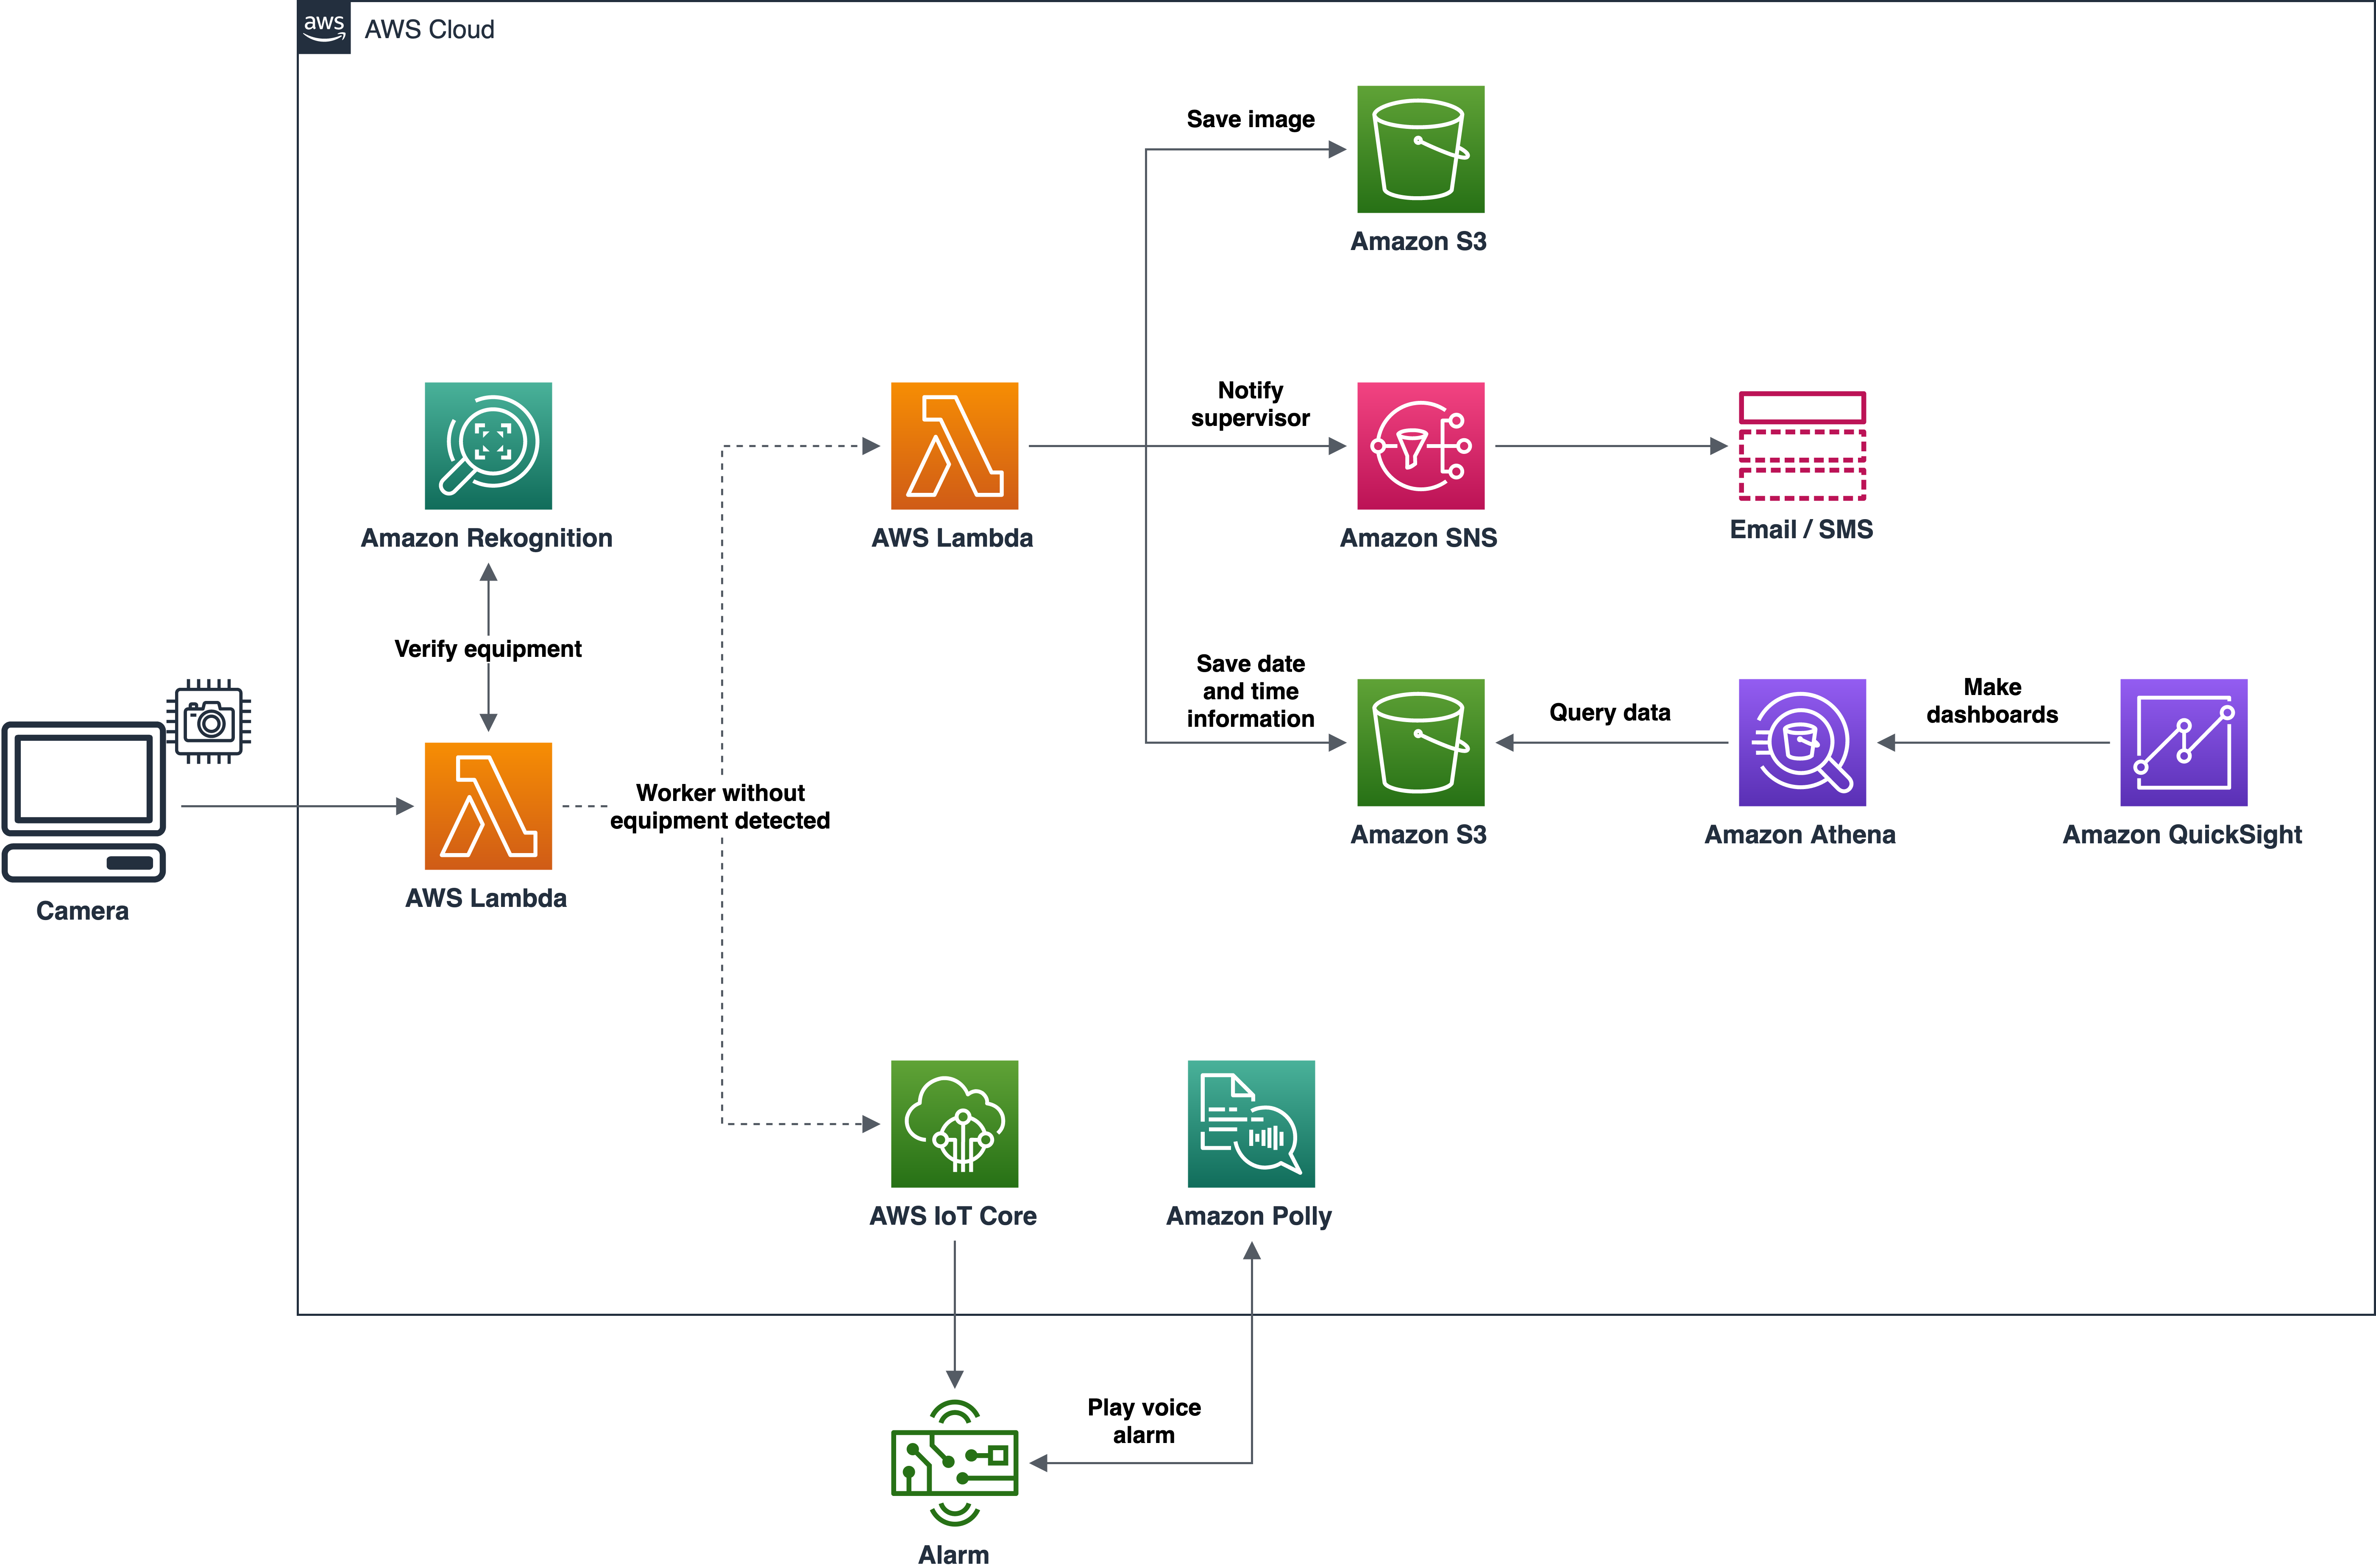 aws
AWS Cloud
Save image
Amazon S3
Notify
supervisor
Amazon Rekognition
AWS Lambda
Amazon SNS
Email / SMS
Verify equipment
Save date
and time
information
Query data
Make
dashboards
Worker without
equipment detected
Amazon S3
Amazon Athena
Amazon QuickSight
AWS Lambda
Camera
AWS IoT Core
Amazon Polly
Play voice
alarm
Alarm